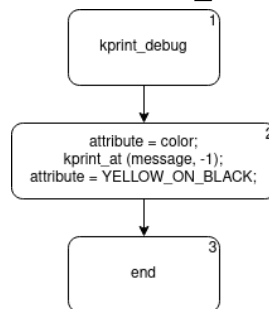 1
kprint_debug
2
attribute = color;
kprint_at (message, -1);
attribute = YELLOW_ON_BLACK;
3
end